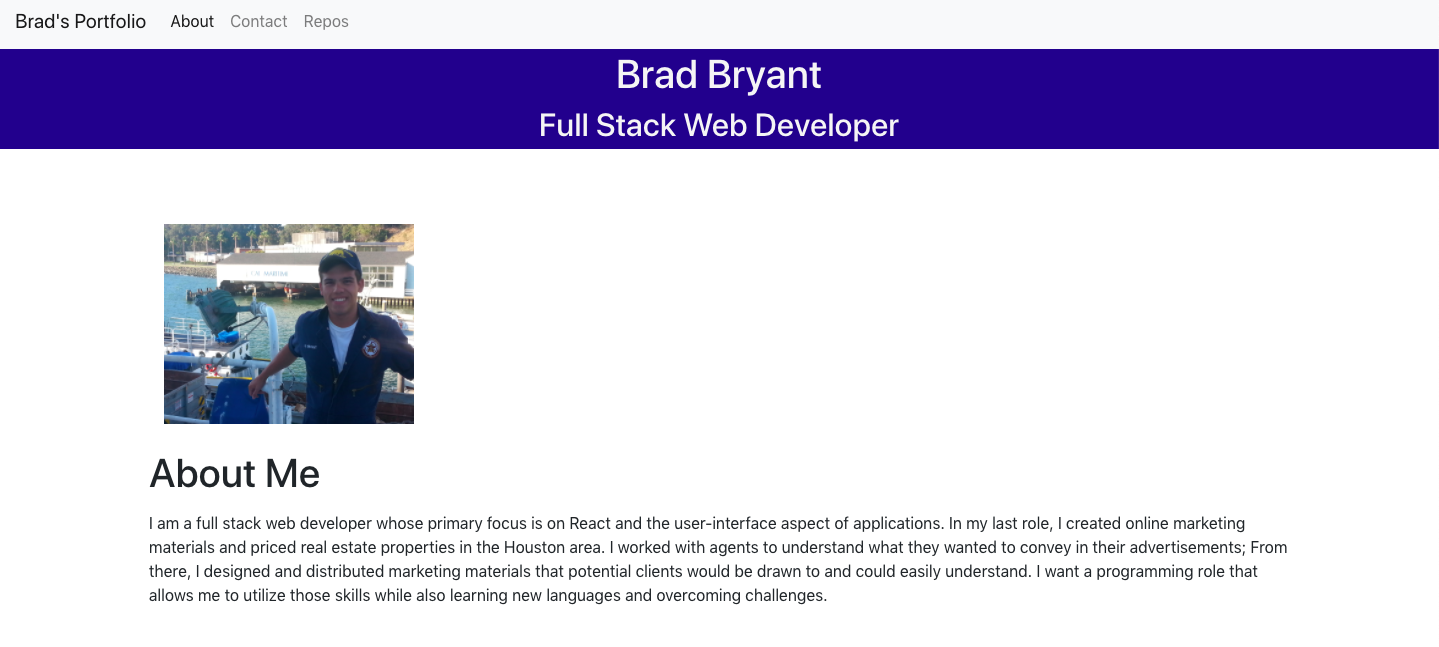 Brad's Portfolio About Contact Repos
Brad Bryant
Full Stack Web Developer
About Me
I am a full stack web developer whose primary focus is on React and the user-interface aspect of applications. In my last role, I created online marketing
materials and priced real estate properties in the Houston area. I worked with agents to understand what they wanted to convey in their advertisements; From
there, I designed and distributed marketing materials that potential clients would be drawn to and could easily understand. I want a programming role that
allows me to utilize those skills while also learning new languages and overcoming challenges.